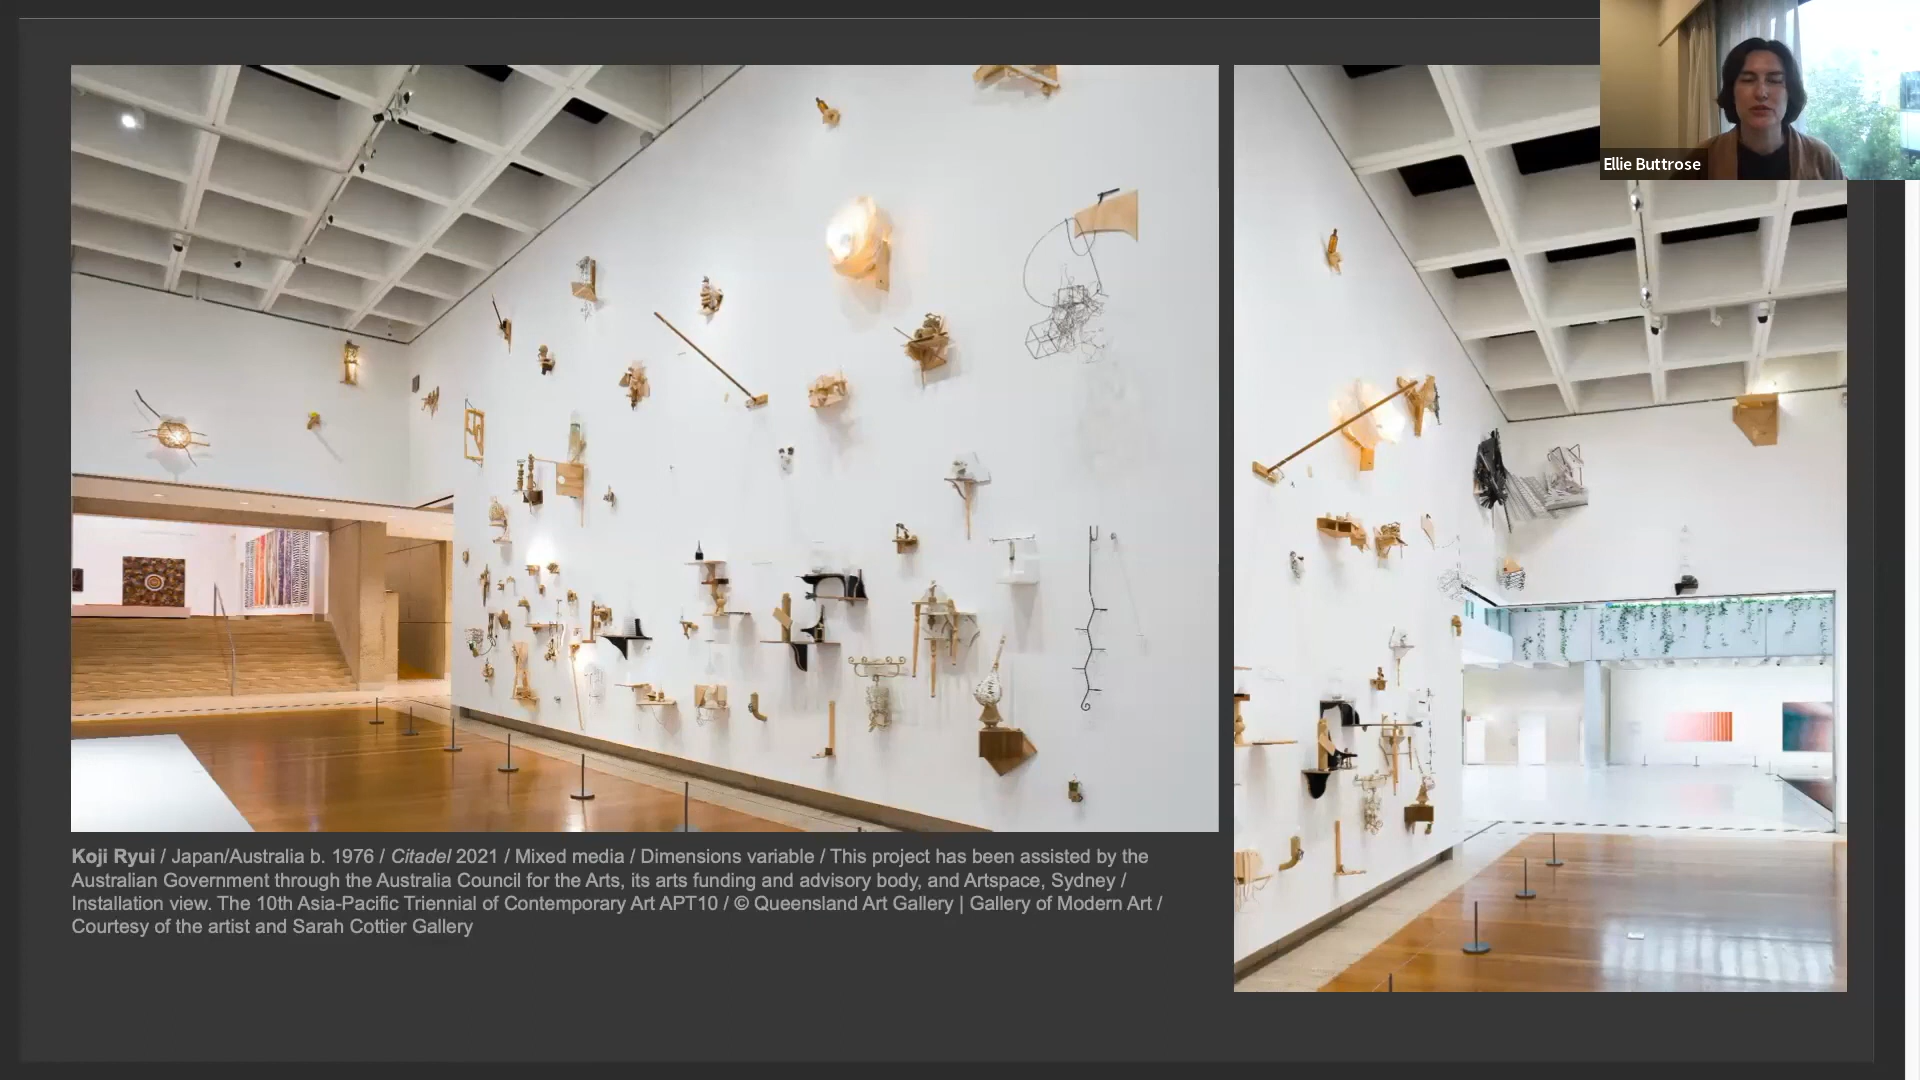 Ellie Buttrose
Koji Ryui / Japan/Australia b. 1976 / Citadel 2021 / Mixed media / Dimensions variable / This project has been assisted by the
Australian Government through the Australia Council for the Arts, its arts funding and advisory body, and Artspace, Sydney /
Installation view. The 10th Asia-Pacific Triennial of Contemporary Art APT10 / © Queensland Art Gallery | Gallery of Modern Art /
Courtesy of the artist and Sarah Cottier Gallery